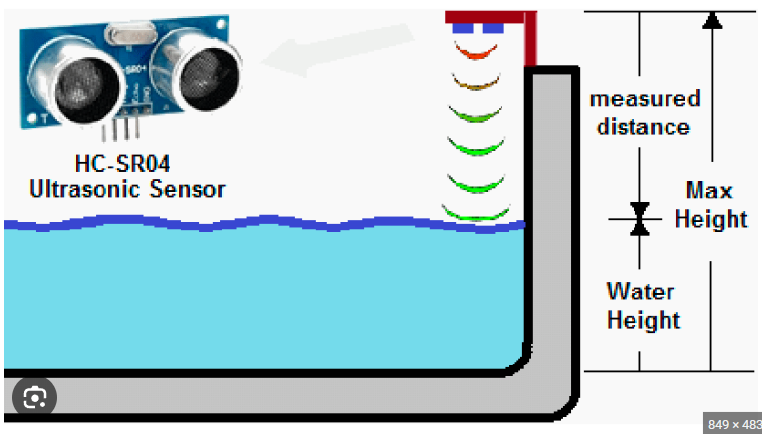 HC-SR04
Ultrasonic Sensor
measured
distance
Max
Height
Water
Height
849 × 483